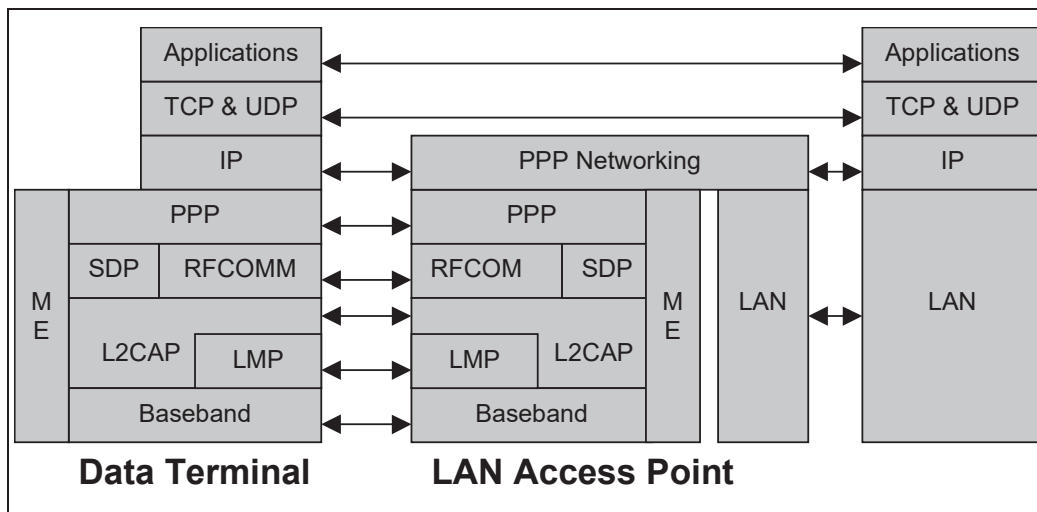 Applications
Applications
TCP & UDP
TCP & UDP
IP
PPP Networking
IP
PPP
PPP
SDP
RFCOMM
RFCOM
SDP
M
E
M
E
LAN
LAN
L2CAP
LMP
LMP
L2CAP
Baseband
Baseband
Data Terminal
LAN Access Point